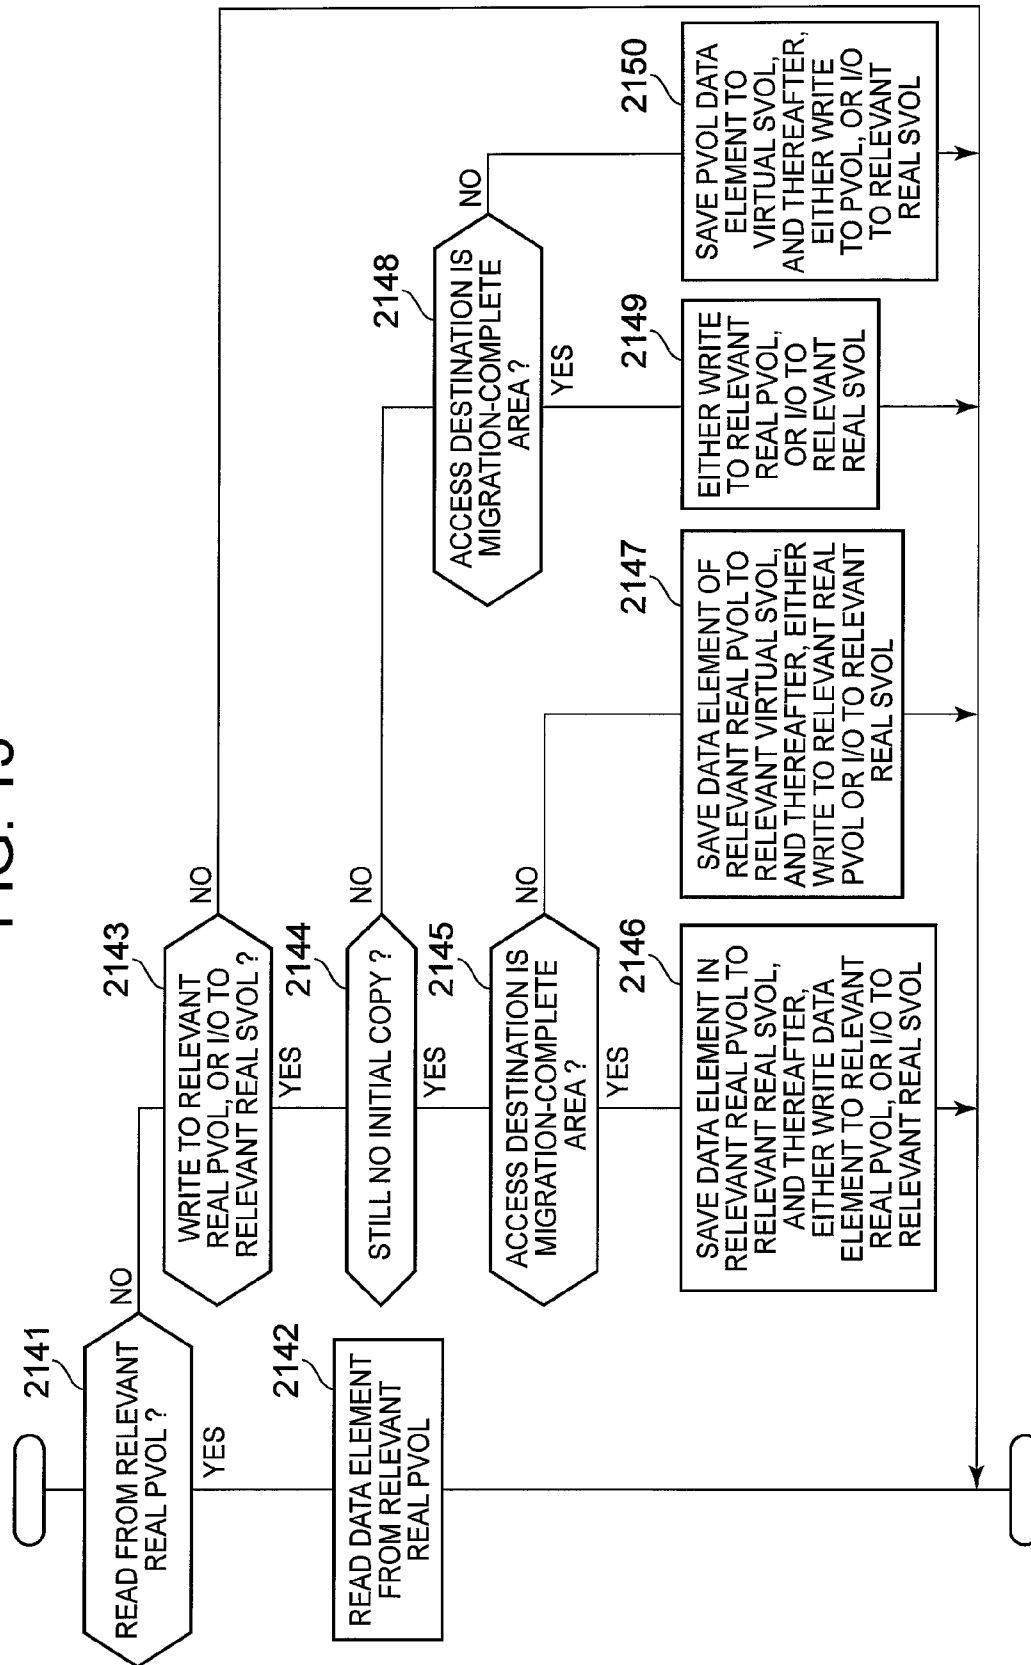 2141
READ FROM RELEVANT
REAL PVOL ?
YES
NO
2142
READ DATA ELEMENT
FROM RELEVANT
REAL PVOL
2143
WRITE TO RELEVANT
REAL PVOL, OR I/O TO
RELEVANT REAL SVOL ?
YES
NO
2144
STILL NO INITIAL COPY ?
YES
NO
2145
ACCESS DESTINATION IS
MIGRATION-COMPLETE
AREA ?
YES
NO
2146
SAVE DATA ELEMENT IN
RELEVANT REAL PVOL TO
RELEVANT REAL SVOL,
AND THEREAFTER,
EITHER WRITE DATA
ELEMENT TO RELEVANT
REAL PVOL, OR I/O TO
RELEVANT REAL SVOL
2147
SAVE DATA ELEMENT OF
RELEVANT REAL PVOL TO
RELEVANT VIRTUAL SVOL,
AND THEREAFTER, EITHER
WRITE TO RELEVANT REAL
PVOL OR I/O TO RELEVANT
REAL SVOL
2148
ACCESS DESTINATION IS
MIGRATION-COMPLETE
AREA ?
YES
NO
2149
EITHER WRITE
TO RELEVANT
REAL PVOL,
OR I/O TO
RELEVANT
REAL SVOL
2150
SAVE PVOL DATA
ELEMENT TO
VIRTUAL SVOL,
AND THEREAFTER,
EITHER WRITE
TO PVOL, OR I/O
TO RELEVANT
REAL SVOL